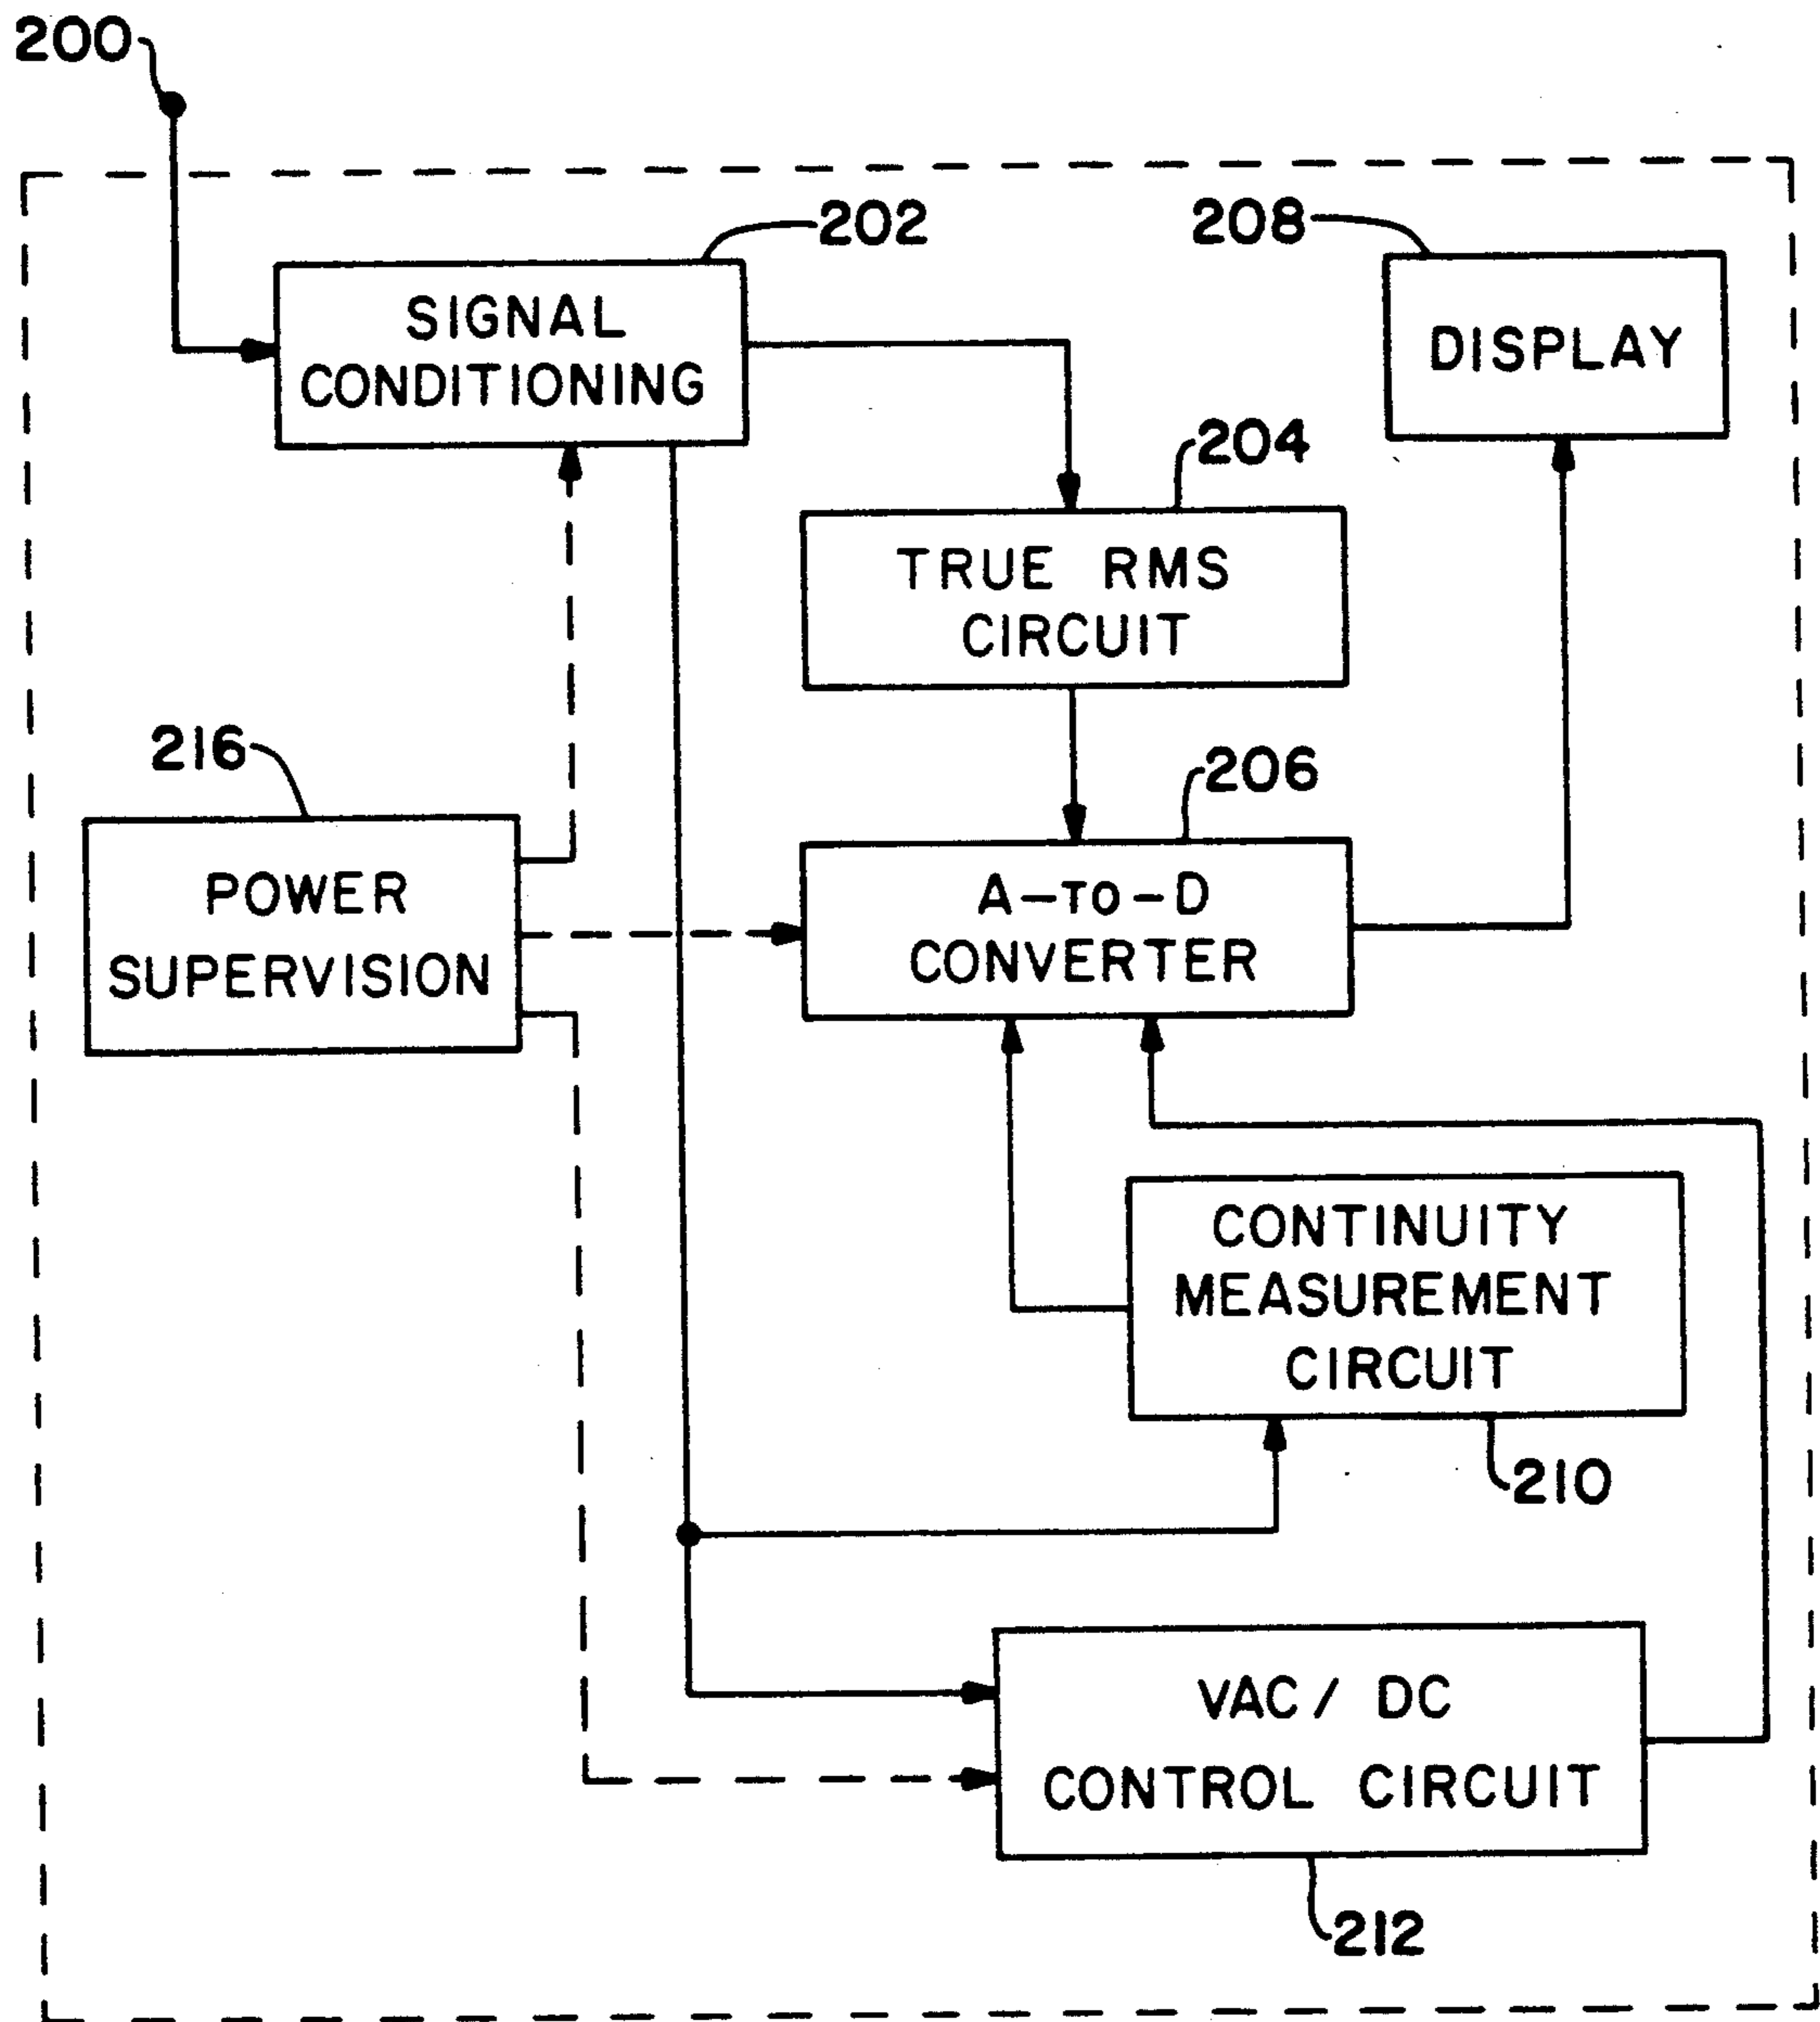 200
202
208
SIGNAL
CONDITIONING
DISPLAY
204
TRUE RMS
CIRCUIT
216
206
POWER
SUPERVISION
A-TO-D
CONVERTER
CONTINUITY
MEASUREMENT
CIRCUIT
210
VAC/ DC
CONTROL CIRCUIT
212